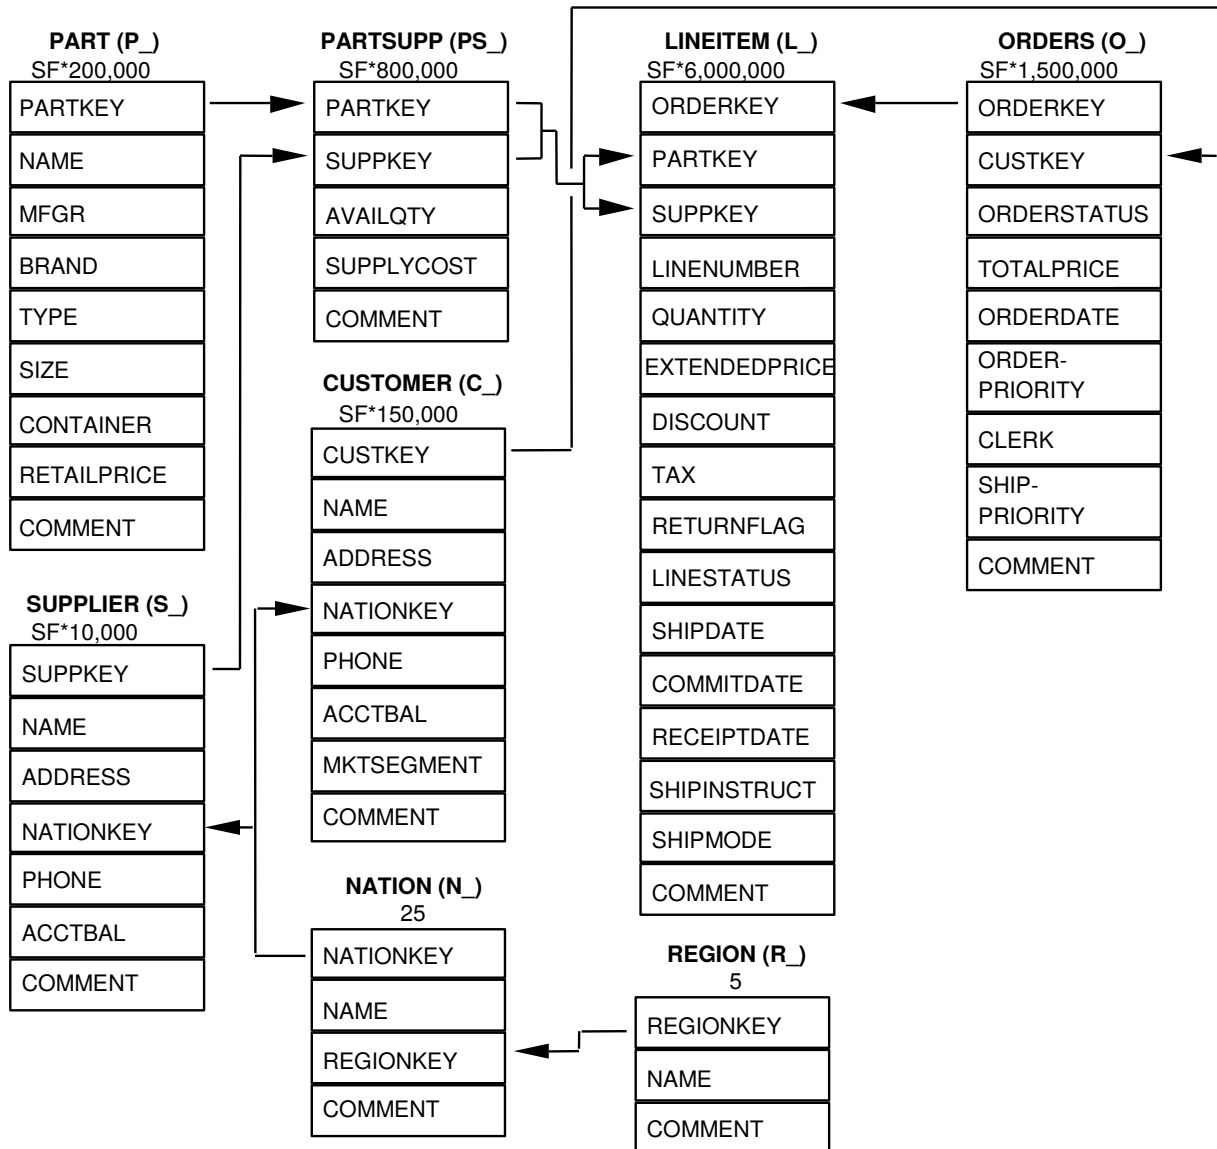 PART (P_)
SF*200,000
PARTKEY
NAME
MFGR
BRAND
TYPE
SIZE
CONTAINER
RETAILPRICE
COMMENT
SUPPLIER (S_)
SF*10,000
SUPPKEY
NAME
ADDRESS
NATIONKEY
PHONE
ACCTBAL
COMMENT
PARTSUPP (PS_)
SF*800,000
PARTKEY
SUPPKEY
AVAILQTY
SUPPLYCOST
COMMENT
CUSTOMER (C_)
SF*150,000
CUSTKEY
NAME
ADDRESS
NATIONKEY
PHONE
ACCTBAL
MKTSEGMENT
COMMENT
NATION (N_)
25
NATIONKEY
NAME
REGIONKEY
COMMENT
LINEITEM (L_)
SF*6,000,000
ORDERKEY
PARTKEY
SUPPKEY
LINENUMBER
QUANTITY
EXTENDEDPRICE
DISCOUNT
TAX
RETURNFLAG
LINESTATUS
SHIPDATE
COMMITDATE
RECEIPTDATE
SHIPINSTRUCT
SHIPMODE
COMMENT
REGION (R_)
5
REGIONKEY
NAME
COMMENT
ORDERS (O_)
SF*1,500,000
ORDERKEY
CUSTKEY
ORDERSTATUS
TOTALPRICE
ORDERDATE
ORDER-
PRIORITY
CLERK
SHIP-
PRIORITY
COMMENT